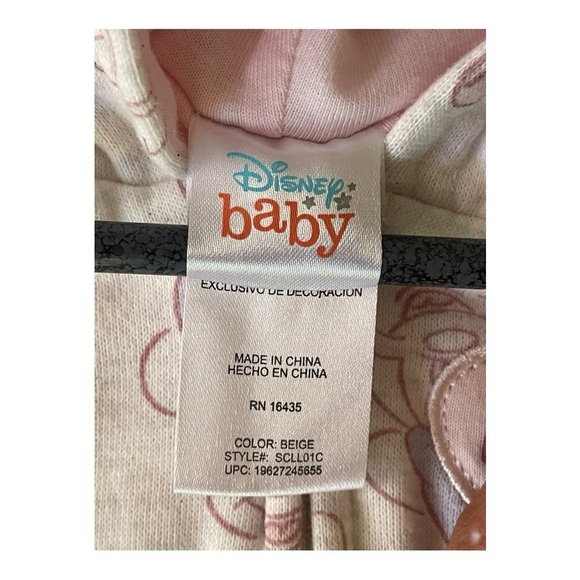 Disney
baby
EXCLUSIVO DE DECORACION
MADE IN CHINA
HECHO EN CHINA
RN 16435
COLOR: BEIGE
STYLE#: SCLL01C
UPC: 19627245855